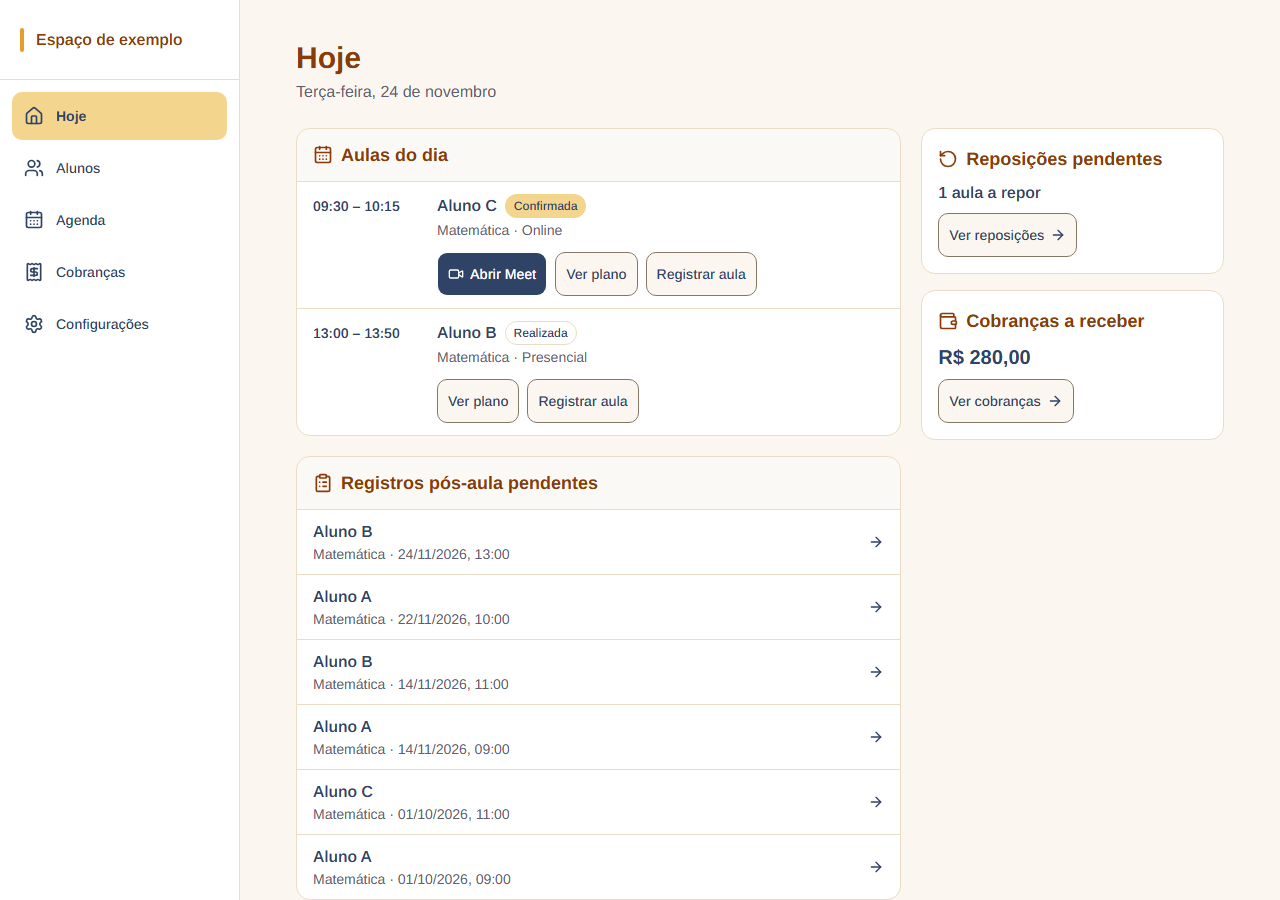 Espaço de exemplo
Hoje
Alunos
Agenda
Cobranças
Configurações
Hoje
Terça-feira, 24 de novembro
Aulas do dia
09:30 – 10:15
Aluno C
Confirmada
Matemática · Online
Abrir Meet
Ver plano
Registrar aula
13:00 – 13:50
Aluno B
Realizada
Matemática · Presencial
Ver plano
Registrar aula
Registros pós-aula pendentes
Aluno B
Matemática · 24/11/2026, 13:00
Aluno A
Matemática · 22/11/2026, 10:00
Aluno B
Matemática · 14/11/2026, 11:00
Aluno A
Matemática · 14/11/2026, 09:00
Aluno C
Matemática · 01/10/2026, 11:00
Aluno A
Matemática · 01/10/2026, 09:00
Reposições pendentes
1 aula a repor
Ver reposições
Cobranças a receber
R$ 280,00
Ver cobranças